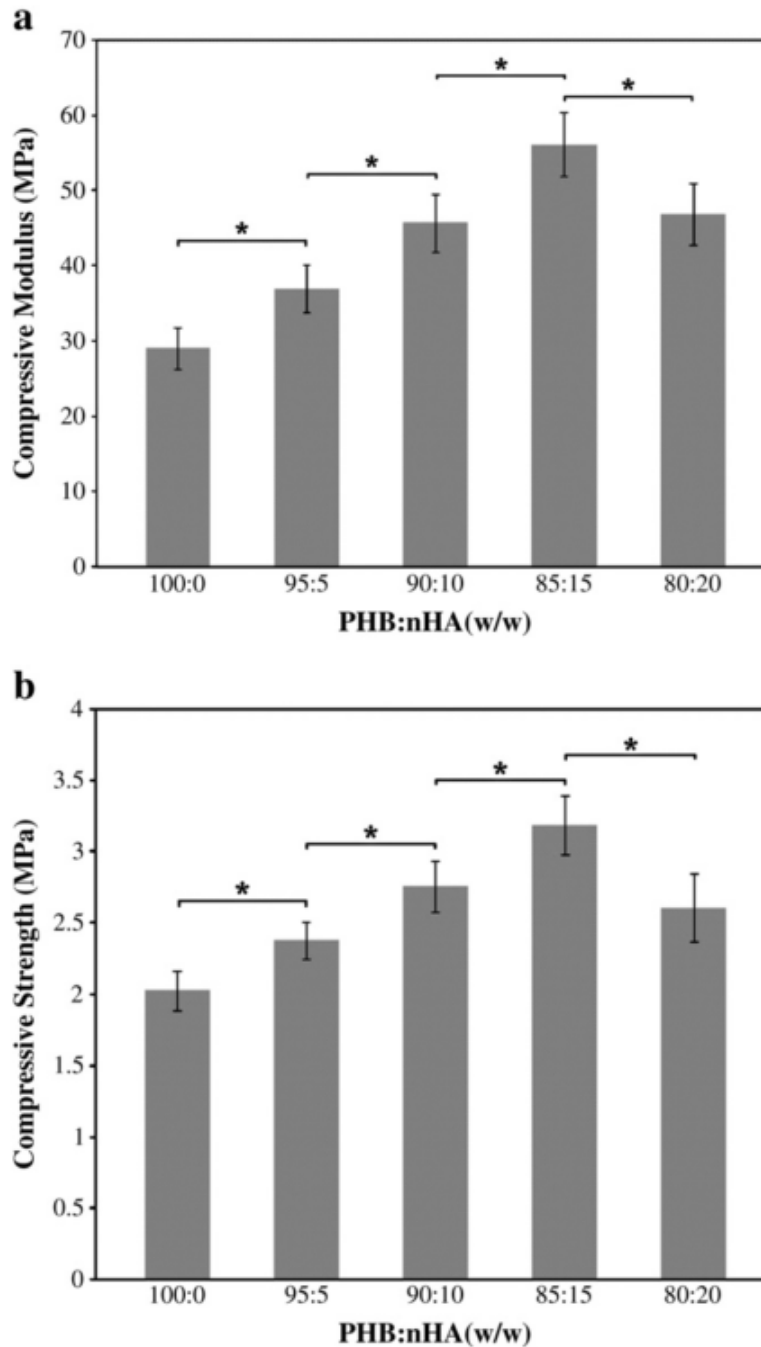 a
70
60
50
40
30
20
10
0
Compressive Modulus (MPa)
* * * *
100:0 95:5 90:10 85:15 80:20
PHB:nHA(w/w)
b
4
3.5
3
2.5
2
1.5
1
0.5
0
Compressive Strength (MPa)
* * * *
100:0 95:5 90:10 85:15 80:20
PHB:nHA(w/w)